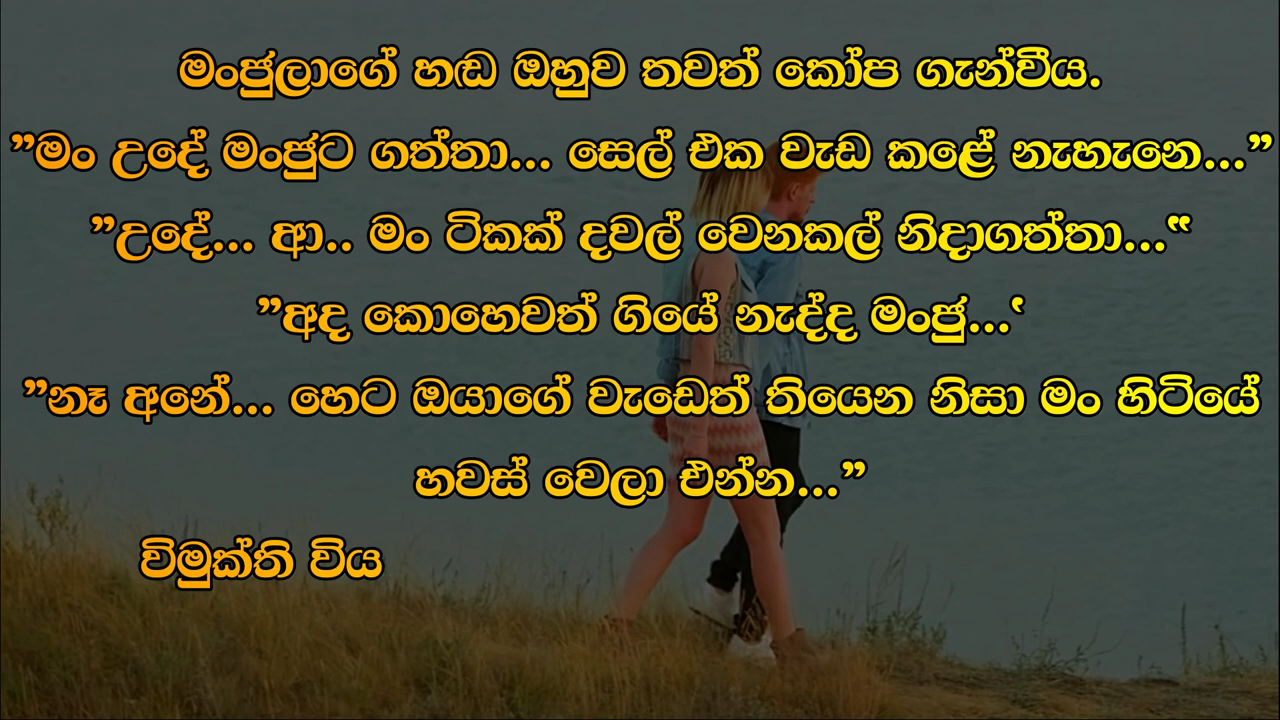 මංජුලාගේ හඬ ඔහුව තවත් කෝප ගැන්වීය.
”මං උදේ මංජුට ගත්තා... සෙල් එක වැඩ කළේ නැහැනෙ...”
”උදේ... ආ.. මං ටිකක් දවල් වෙනකල් නිදාගත්තා...“
”අද කොහෙවත් ගියේ නැද්ද මංජු...‛
”නෑ අනේ... හෙට ඔයාගේ වැඩෙත් තියෙන නිසා මං හිටියේ
හවස් වෙලා එන්න...”
විමුක්ති විය